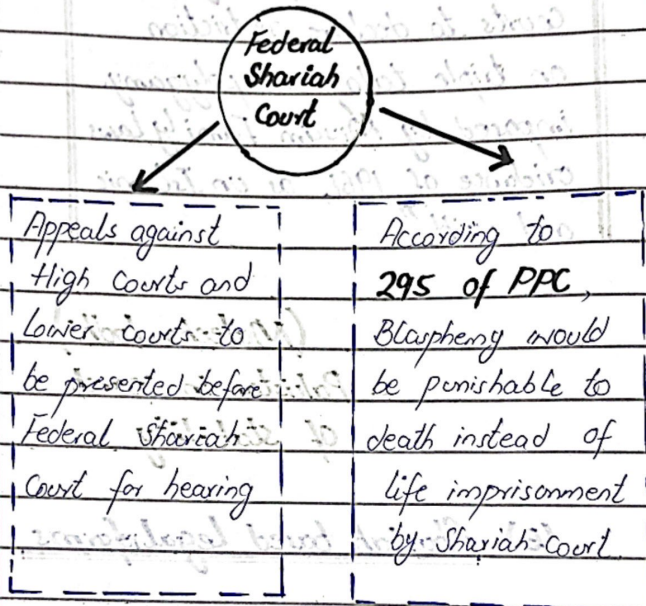 Federal
Shariah
Court
Appeals against
High Courts and
Lower courts to
be presented before
Federal Shariah
Court for hearing
According to
295 of PPC,
Blasphemy would
be punishable to
death instead of
life imprisonment
by Shariah Court.